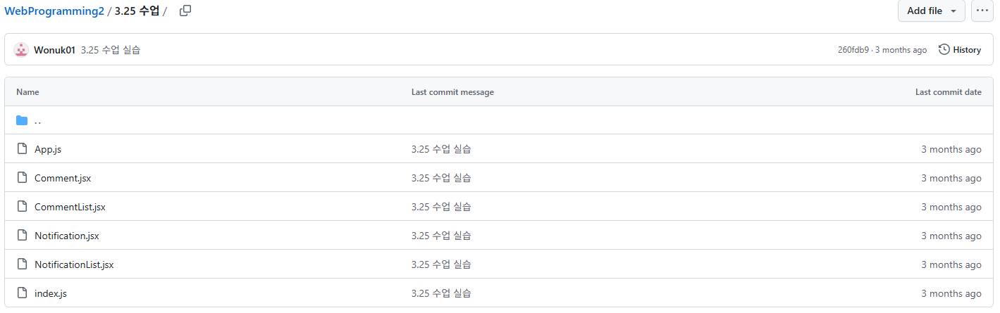 WebProgramming2 / 3.25 수업 /
Add file
Wonuk01 3.25 수업 실습
260fdb9 · 3 months ago History
Name Last commit message Last commit date
..
App.js 3.25 수업 실습 3 months ago
Comment.jsx 3.25 수업 실습 3 months ago
CommentList.jsx 3.25 수업 실습 3 months ago
Notification.jsx 3.25 수업 실습 3 months ago
NotificationList.jsx 3.25 수업 실습 3 months ago
index.js 3.25 수업 실습 3 months ago